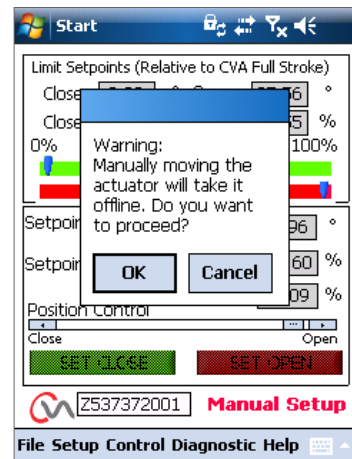 Start
Limit Setpoints (Relative to CVA Full Stroke)
Close
°
Close
%
0%
100%
Warning:
Manually moving the
actuator will take it
offline. Do you want
to proceed?
OK
Cancel
°
60 %
Position Control
Close
Open
SET CLOSE
SET OPEN
Z537372001
Manual Setup
File Setup Control Diagnostic Help